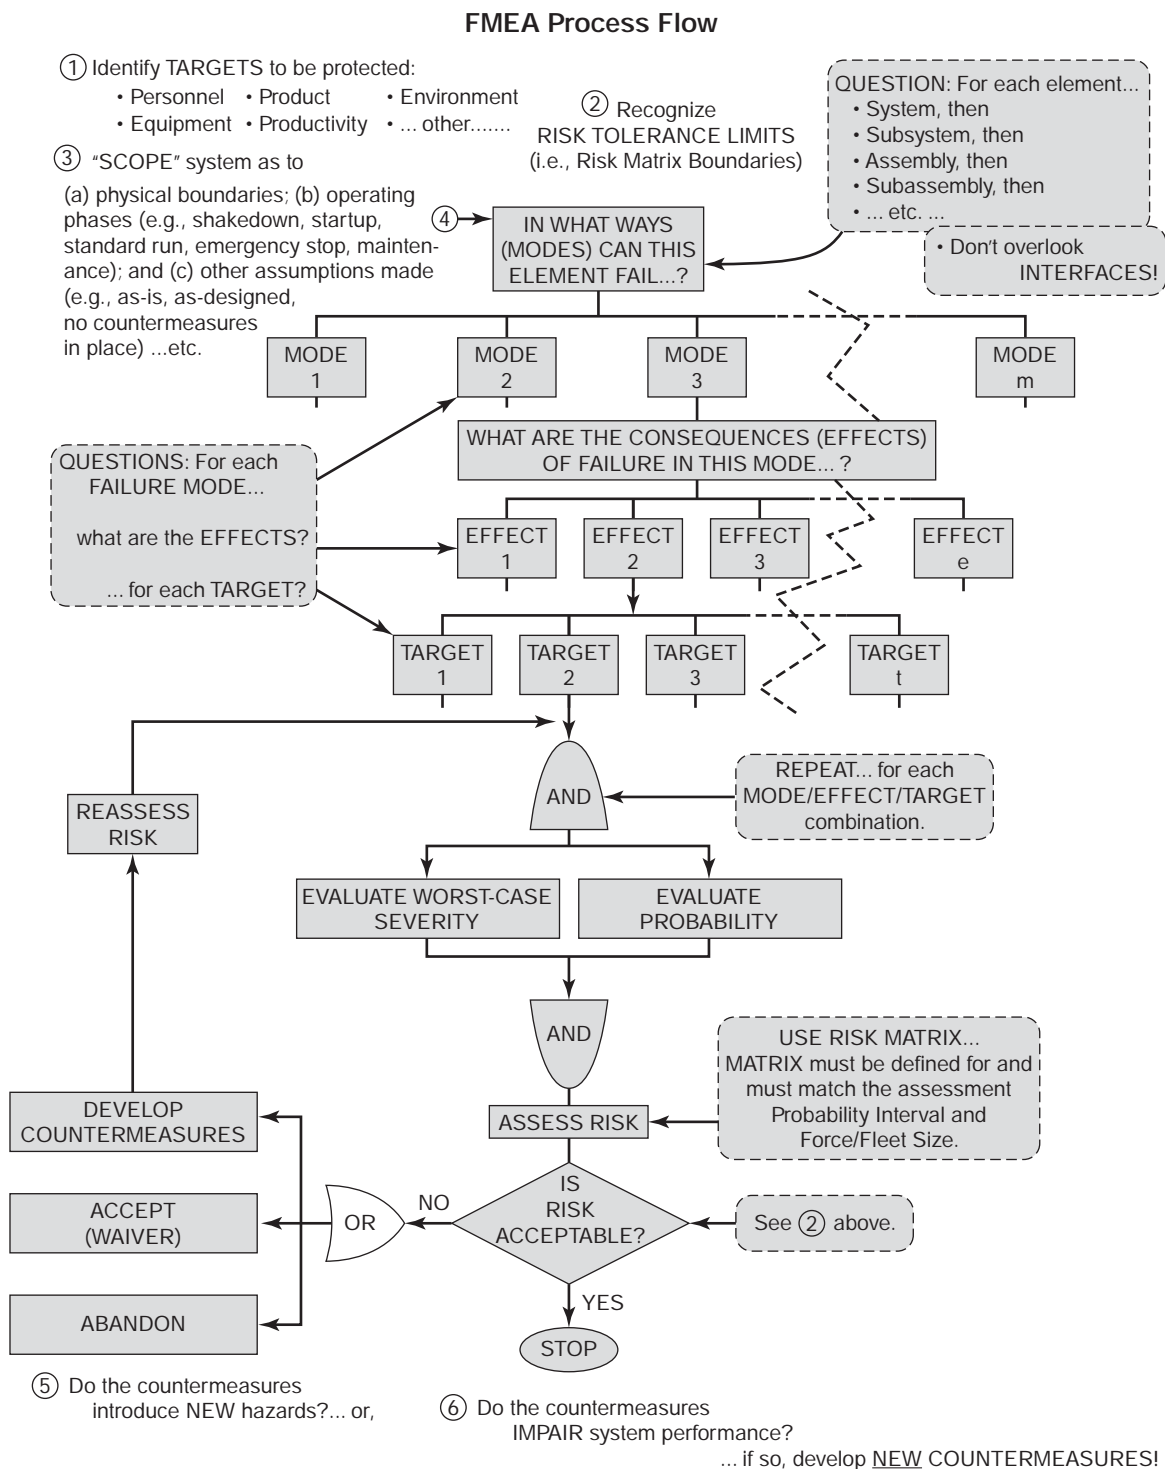 FMEA Process Flow
1 Identify TARGETS to be protected:
• Personnel • Product • Environment
• Equipment • Productivity • ... other.......
2 Recognize
RISK TOLERANCE LIMITS
(i.e., Risk Matrix Boundaries)
QUESTION: For each element...
• System, then
• Subsystem, then
• Assembly, then
• Subassembly, then
• ... etc. ...
• Don't overlook
INTERFACES!
3 “SCOPE” system as to
(a) physical boundaries; (b) operating
phases (e.g., shakedown, startup,
standard run, emergency stop, mainten-
ance); and (c) other assumptions made
(e.g., as-is, as-designed,
no countermeasures
in place) ...etc.
4
IN WHAT WAYS
(MODES) CAN THIS
ELEMENT FAIL...?
MODE
1
MODE
2
MODE
3
MODE
m
WHAT ARE THE CONSEQUENCES (EFFECTS)
OF FAILURE IN THIS MODE... ?
QUESTIONS: For each
FAILURE MODE...
what are the EFFECTS?
... for each TARGET?
EFFECT
1
EFFECT
2
EFFECT
3
EFFECT
e
TARGET
1
TARGET
2
TARGET
3
TARGET
t
AND
REPEAT... for each
MODE/EFFECT/TARGET
combination.
REASSESS
RISK
EVALUATE WORST-CASE
SEVERITY
EVALUATE
PROBABILITY
AND
USE RISK MATRIX...
MATRIX must be defined for and
must match the assessment
Probability Interval and
Force/Fleet Size.
ASSESS RISK
DEVELOP
COUNTERMEASURES
ACCEPT
(WAIVER)
ABANDON
OR
NO
IS
RISK
ACCEPTABLE?
See 2 above.
YES
STOP
5 Do the countermeasures
introduce NEW hazards?... or,
6 Do the countermeasures
IMPAIR system performance?
... if so, develop NEW COUNTERMEASURES!